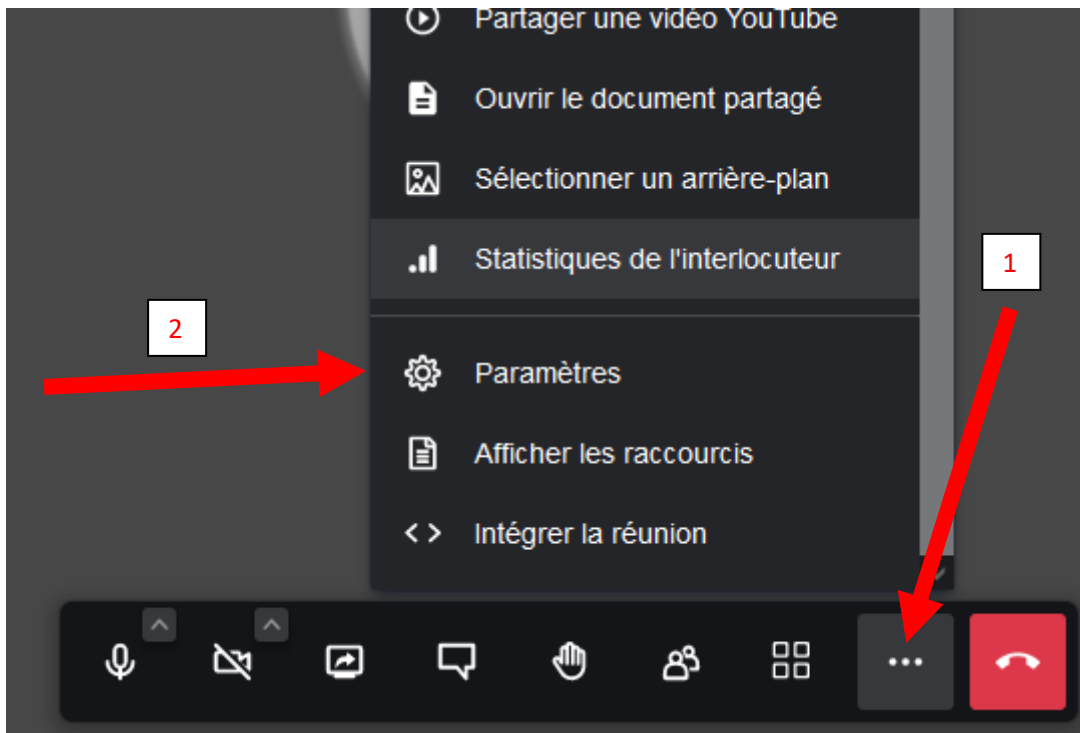 Partager une vidéo YouTube
Ouvrir le document partagé
Sélectionner un arrière-plan
Statistiques de l'interlocuteur
1
2
Paramètres
Afficher les raccourcis
Intégrer la réunion